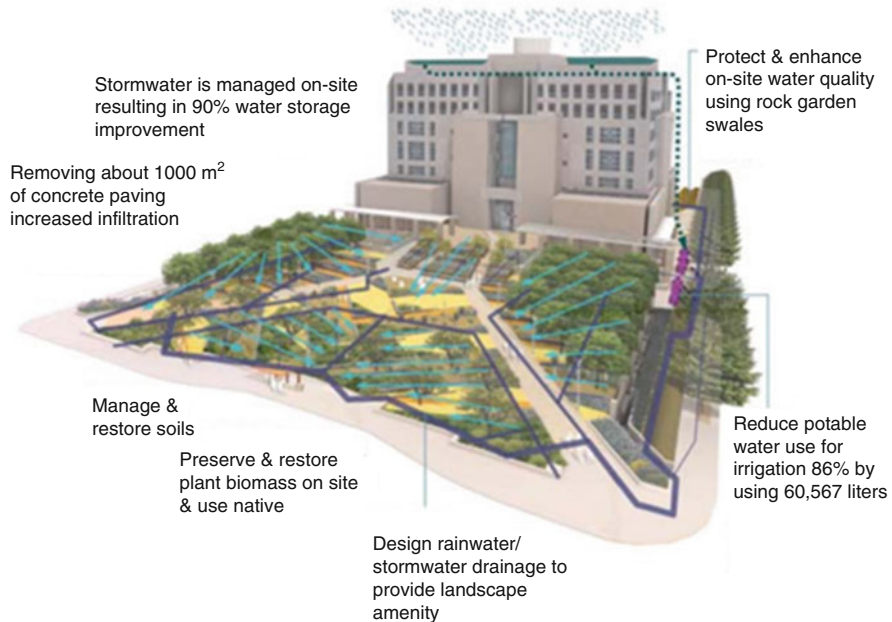 Stormwater is managed on-site
resulting in 90% water storage
improvement
Protect & enhance
on-site water quality
using rock garden
swales
Removing about 1000 m²
of concrete paving
increased infiltration
Manage &
restore soils
Preserve & restore
plant biomass on site
& use native
Design rainwater/
stormwater drainage to
provide landscape
amenity
Reduce potable
water use for
irrigation 86% by
using 60,567 liters